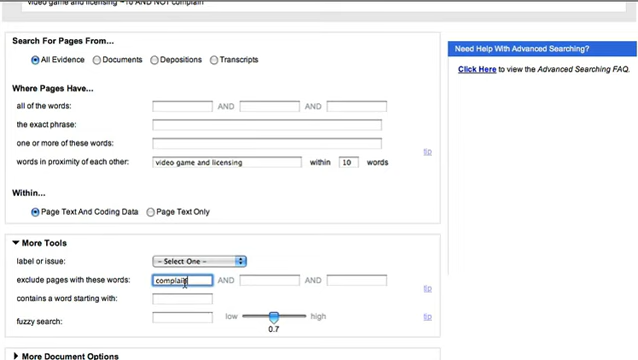 video game and licensing ~10 AND NOT complain
Search For Pages From...
All Evidence Documents Depositions Transcripts
Need Help With Advanced Searching?
Click Here to view the Advanced Searching FAQ.
Where Pages Have...
all of the words: AND AND
the exact phrase:
one or more of these words:
words in proximity of each other: video game and licensing within 10 words
tip
Within...
Page Text And Coding Data Page Text Only
More Tools
label or issue: - Select One -
exclude pages with these words: complain AND AND
tip
contains a word starting with:
fuzzy search: low high
tip
0.7
More Document Options